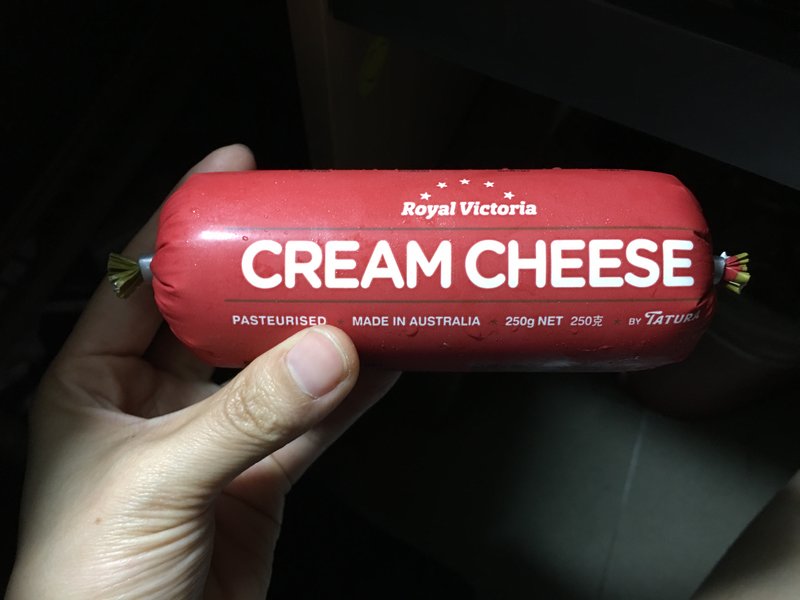 Royal Victoria
CREAM CHEESE
PASTEURISED * MADE IN AUSTRALIA * 250g NET 250克 * BY TATURA